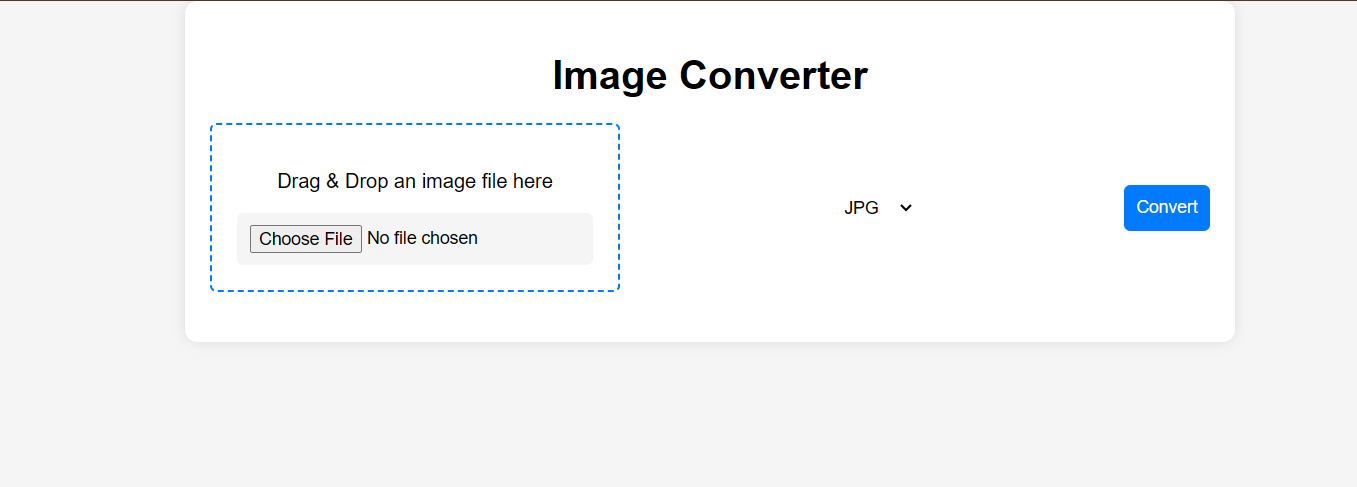 Image Converter
Drag & Drop an image file here
Choose File No file chosen
JPG
Convert